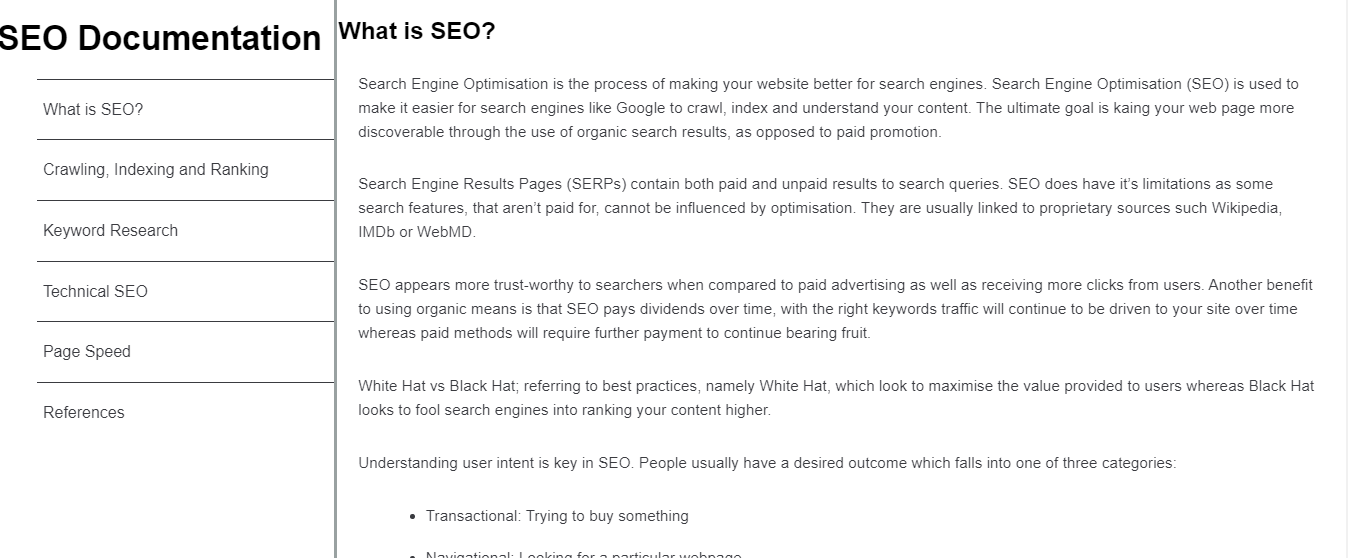 SEO Documentation
What is SEO?
Crawling, Indexing and Ranking
Keyword Research
Technical SEO
Page Speed
References
What is SEO?
Search Engine Optimisation is the process of making your website better for search engines. Search Engine Optimisation (SEO) is used to
make it easier for search engines like Google to crawl, index and understand your content. The ultimate goal is kaing your web page more
discoverable through the use of organic search results, as opposed to paid promotion.
Search Engine Results Pages (SERPs) contain both paid and unpaid results to search queries. SEO does have it’s limitations as some
search features, that aren’t paid for, cannot be influenced by optimisation. They are usually linked to proprietary sources such Wikipedia,
IMDb or WebMD.
SEO appears more trust-worthy to searchers when compared to paid advertising as well as receiving more clicks from users. Another benefit
to using organic means is that SEO pays dividends over time, with the right keywords traffic will continue to be driven to your site over time
whereas paid methods will require further payment to continue bearing fruit.
White Hat vs Black Hat; referring to best practices, namely White Hat, which look to maximise the value provided to users whereas Black Hat
looks to fool search engines into ranking your content higher.
Understanding user intent is key in SEO. People usually have a desired outcome which falls into one of three categories:
• Transactional: Trying to buy something
• Navigational: Looking for a particular webpage